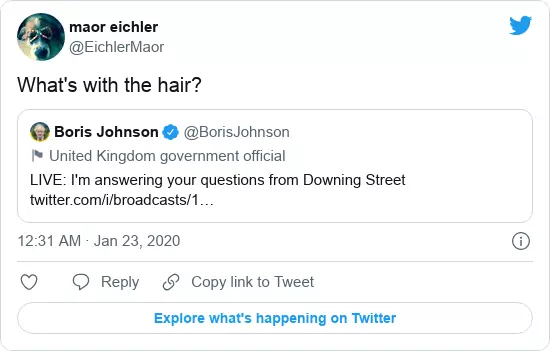 maor eichler
@EichlerMaor
What's with the hair?
Boris Johnson @BorisJohnson
United Kingdom government official
LIVE: I'm answering your questions from Downing Street
twitter.com/i/broadcasts/1…
12:31 AM · Jan 23, 2020
Reply Copy link to Tweet
Explore what's happening on Twitter